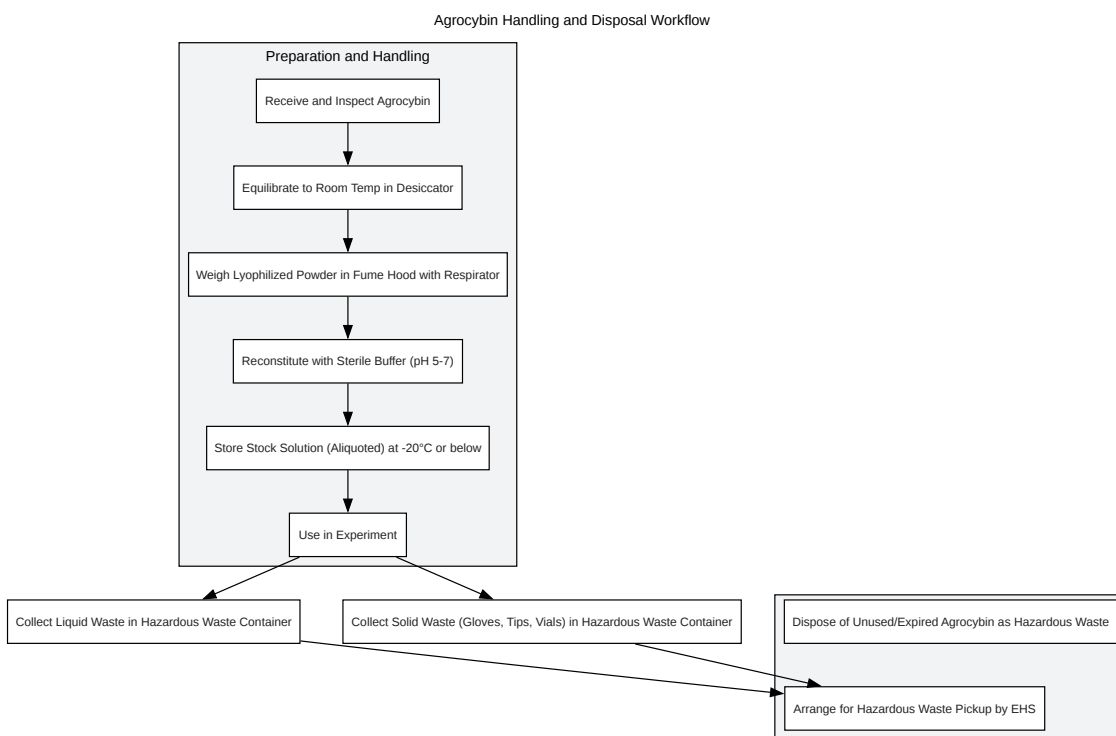 Agrocybin Handling and Disposal Workflow
Preparation and Handling
Receive and Inspect Agrocybin
Equilibrate to Room Temp in Desiccator
Weigh Lyophilized Powder in Fume Hood with Respirator
Reconstitute with Sterile Buffer (pH 5-7)
Store Stock Solution (Aliquoted) at -20°C or below
Use in Experiment
Collect Liquid Waste in Hazardous Waste Container
Collect Solid Waste (Gloves, Tips, Vials) in Hazardous Waste Container
Dispose of Unused/Expired Agrocybin as Hazardous Waste
Arrange for Hazardous Waste Pickup by EHS